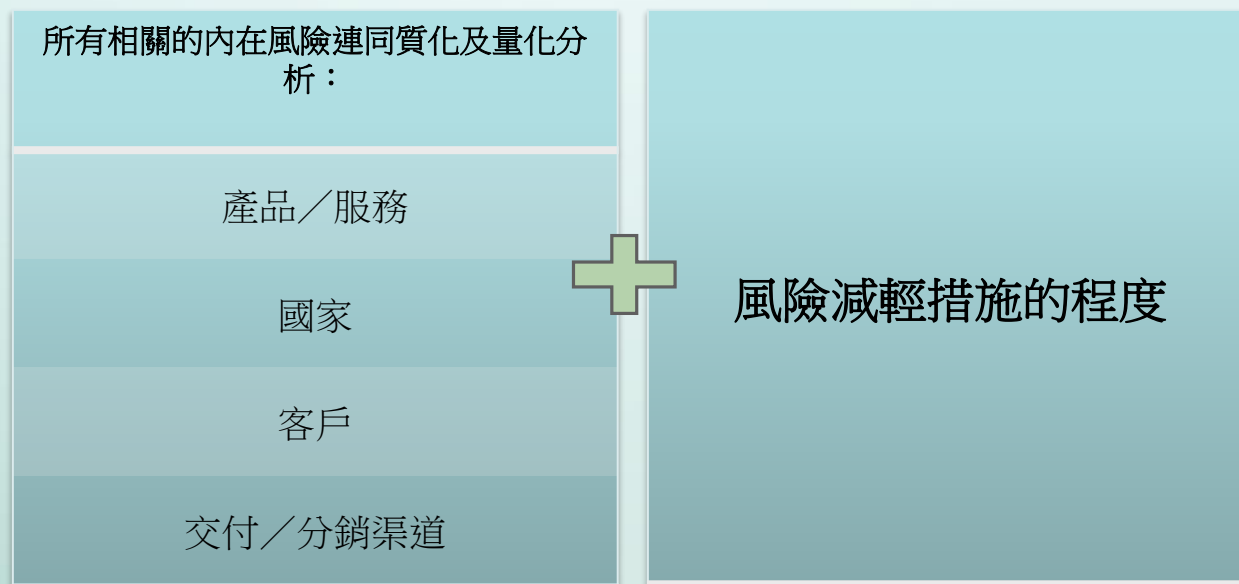 所有相關的內在風險連同質化及量化分
析：
產品／服務
國家
客戶
交付／分銷渠道
風險減輕措施的程度